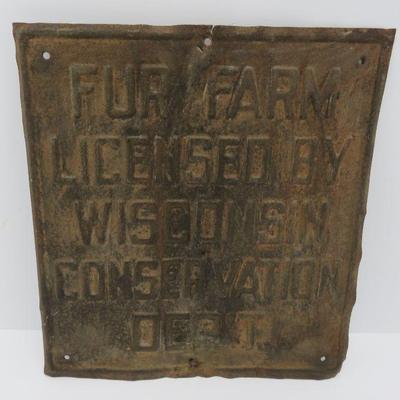 FUR FARM
LICENSED BY
WISCONSIN
CONSERVATION
DEPT.